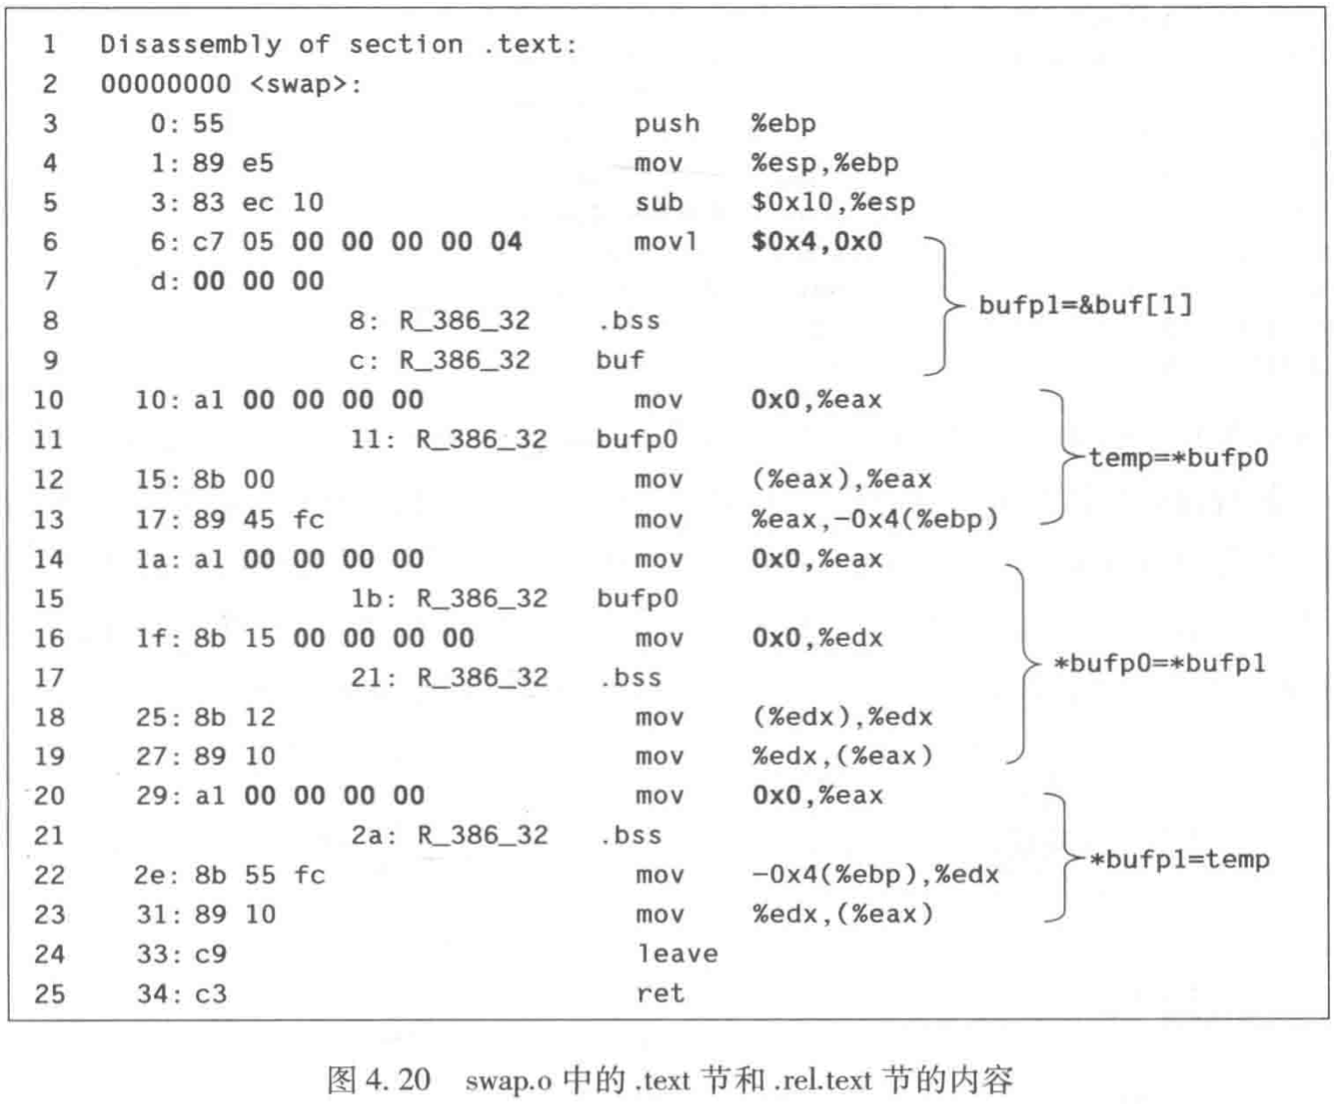 1 Disassembly of section .text:
2 00000000 <swap>:
3 0: 55 push %ebp
4 1: 89 e5 mov %esp,%ebp
5 3: 83 ec 10 sub $0x10,%esp
6 6: c7 05 00 00 00 00 04 movl $0x4,0x0
7 d: 00 00 00
bufp1=&buf[1]
8 8: R_386_32 .bss
9 c: R_386_32 buf
10 10: a1 00 00 00 00 mov 0x0,%eax
11 11: R_386_32 bufp0
temp=*bufp0
12 15: 8b 00 mov (%eax),%eax
13 17: 89 45 fc mov %eax,-0x4(%ebp)
14 1a: a1 00 00 00 00 mov 0x0,%eax
15 1b: R_386_32 bufp0
16 1f: 8b 15 00 00 00 00 mov 0x0,%edx
*bufp0=*bufp1
17 21: R_386_32 .bss
18 25: 8b 12 mov (%edx),%edx
19 27: 89 10 mov %edx,(%eax)
20 29: a1 00 00 00 00 mov 0x0,%eax
21 2a: R_386_32 .bss
*bufp1=temp
22 2e: 8b 55 fc mov -0x4(%ebp),%edx
23 31: 89 10 mov %edx,(%eax)
24 33: c9 leave
25 34: c3 ret
图 4.20 swap.o 中的 .text 节和 .rel.text 节的内容